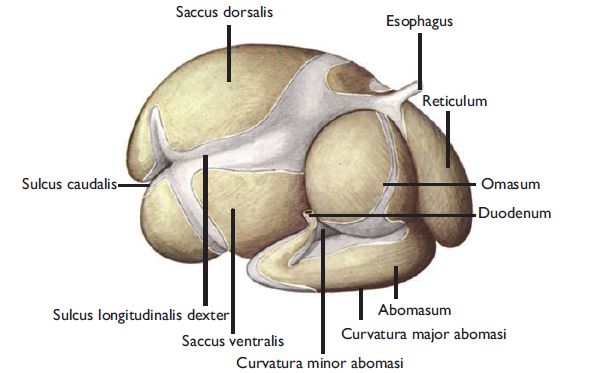 Saccus dorsalis
Esophagus
Reticulum
Sulcus caudalis
Omasum
Duodenum
Sulcus longitudinalis dexter
Abomasum
Saccus ventralis
Curvatura major abomasi
Curvatura minor abomasi